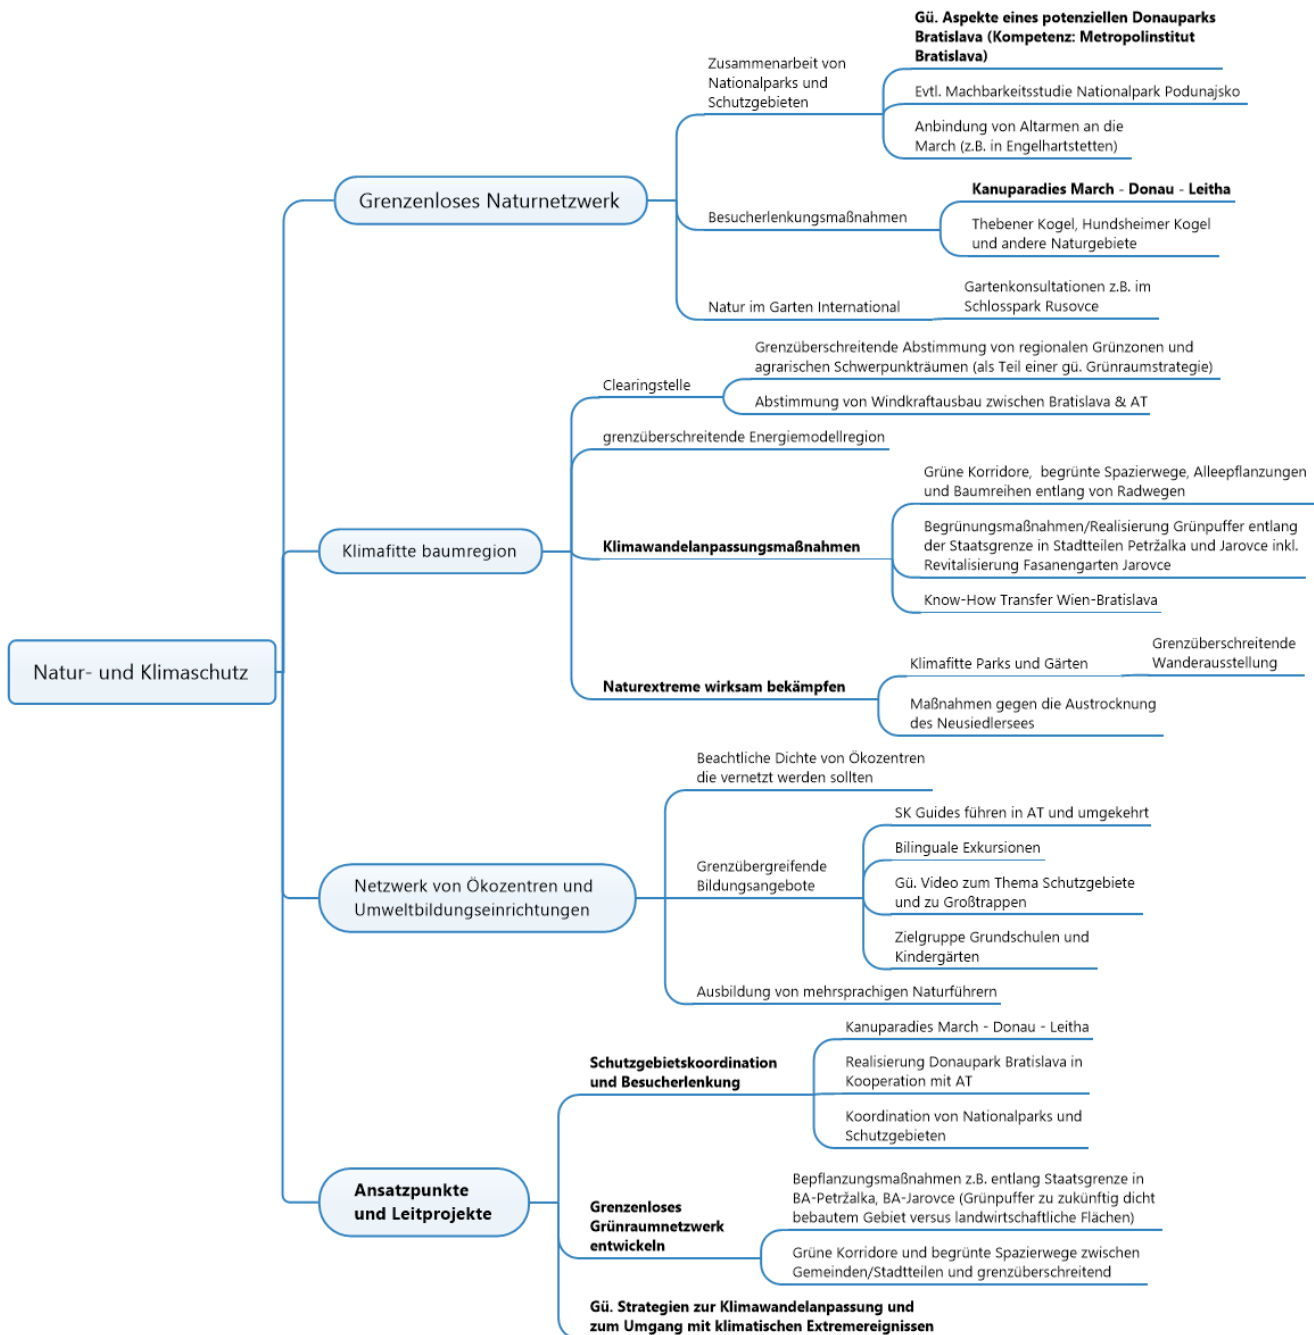 Natur- und Klimaschutz
Grenzenloses Naturnetzwerk
Zusammenarbeit von
Nationalparks und
Schutzgebieten
Gü. Aspekte eines potenziellen Donauparks
Bratislava (Kompetenz: Metropolinstitut
Bratislava)
Evtl. Machbarkeitsstudie Nationalpark Podunajsko
Anbindung von Altarmen an die
March (z.B. in Engelhartstetten)
Besucherlenkungsmaßnahmen
Kanuparadies March - Donau - Leitha
Thebener Kogel, Hundsheimer Kogel
und andere Naturgebiete
Natur im Garten International
Gartenkonsultationen z.B. im
Schlosspark Rusovce
Klimafitte baumregion
Clearingstelle
Grenzüberschreitende Abstimmung von regionalen Grünzonen und
agrarischen Schwerpunkträumen (als Teil einer gü. Grünraumstrategie)
Abstimmung von Windkraftausbau zwischen Bratislava & AT
grenzüberschreitende Energiemodellregion
Klimawandelanpassungsmaßnahmen
Grüne Korridore, begrünte Spazierwege, Alleepflanzungen
und Baumreihen entlang von Radwegen
Begrünungsmaßnahmen/Realisierung Grünpuffer entlang
der Staatsgrenze in Stadtteilen Petržalka und Jarovce inkl.
Revitalisierung Fasanengarten Jarovce
Know-How Transfer Wien-Bratislava
Naturextreme wirksam bekämpfen
Klimafitte Parks und Gärten
Grenzüberschreitende
Wanderausstellung
Maßnahmen gegen die Austrocknung
des Neusiedlersees
Netzwerk von Ökozentren und
Umweltbildungseinrichtungen
Beachtliche Dichte von Ökozentren
die vernetzt werden sollten
Grenzübergreifende
Bildungsangebote
SK Guides führen in AT und umgekehrt
Bilinguale Exkursionen
Gü. Video zum Thema Schutzgebiete
und zu Großtrappen
Zielgruppe Grundschulen und
Kindergärten
Ausbildung von mehrsprachigen Naturführern
Ansatzpunkte
und Leitprojekte
Schutzgebietskoordination
und Besucherlenkung
Kanuparadies March - Donau - Leitha
Realisierung Donaupark Bratislava in
Kooperation mit AT
Koordination von Nationalparks und
Schutzgebieten
Grenzenloses
Grünraumnetzwerk
entwickeln
Bepflanzungsmaßnahmen z.B. entlang Staatsgrenze in
BA-Petržalka, BA-Jarovce (Grünpuffer zu zukünftig dicht
bebautem Gebiet versus landwirtschaftliche Flächen)
Grüne Korridore und begrünte Spazierwege zwischen
Gemeinden/Stadtteilen und grenzüberschreitend
Gü. Strategien zur Klimawandelanpassung und
zum Umgang mit klimatischen Extremereignissen